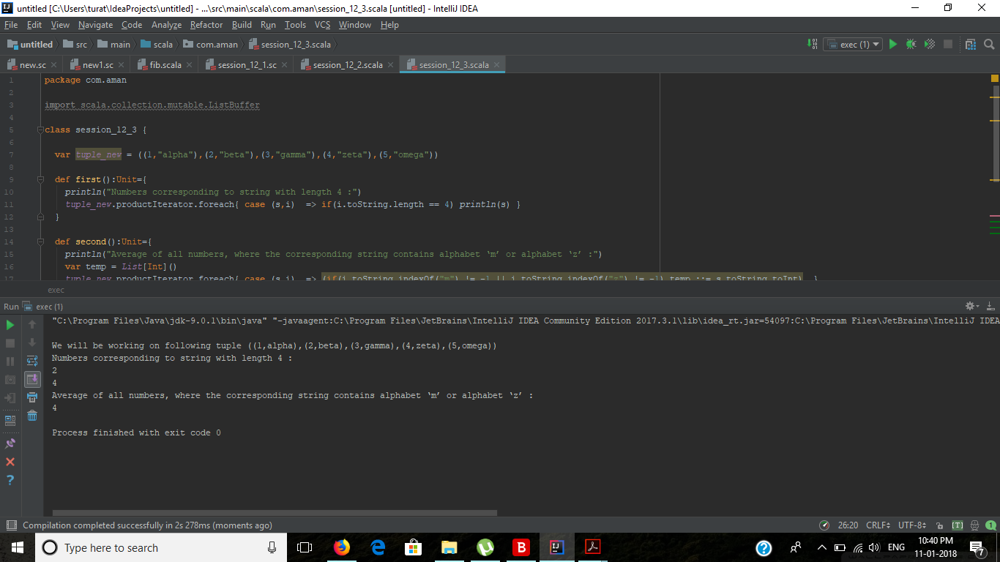 untitled [C:\Users\turat\IdeaProjects\untitled] - ...\src\main\scala\com.aman\session_12_3.scala [untitled] - IntelliJ IDEA
File Edit View Navigate Code Analyze Refactor Build Run Tools VCS Window Help
untitled src main scala com.aman session_12_3.scala exec (1)
new.sc new1.sc fib.scala session_12_1.sc session_12_2.scala session_12_3.scala
1 package com.aman
2
3 import scala.collection.mutable.ListBuffer
4
5 class session_12_3 {
6
7 var tuple_new = ((1,"alpha"),(2,"beta"),(3,"gamma"),(4,"zeta"),(5,"omega"))
8
9 def first():Unit={
10 println("Numbers corresponding to string with length 4 :")
11 tuple_new.productIterator.foreach{ case (s,i) => if(i.toString.length == 4) println(s) }
12 }
13
14 def second():Unit={
15 println("Average of all numbers, where the corresponding string contains alphabet ‘m’ or alphabet ‘z’ :")
16 var temp = List[Int]()
17 tuple_new.productIterator.foreach{ case (s,i) => (if(i.toString.indexOf("m") != -1 || i.toString.indexOf("z") != -1) temp ::= s.toString.toInt) }
exec
Run exec (1)
"C:\Program Files\Java\jdk-9.0.1\bin\java" "-javaagent:C:\Program Files\JetBrains\IntelliJ IDEA Community Edition 2017.3.1\lib\idea_rt.jar=54097:C:\Program Files\JetBrains\IntelliJ IDEA
We will be working on following tuple ((1,alpha),(2,beta),(3,gamma),(4,zeta),(5,omega))
Numbers corresponding to string with length 4 :
2
4
Average of all numbers, where the corresponding string contains alphabet ‘m’ or alphabet ‘z’ :
4
Process finished with exit code 0
Compilation completed successfully in 2s 278ms (moments ago) 26:20 CRLF UTF-8 [T] 1
Type here to search ENG 10:40 PM
11-01-2018 7